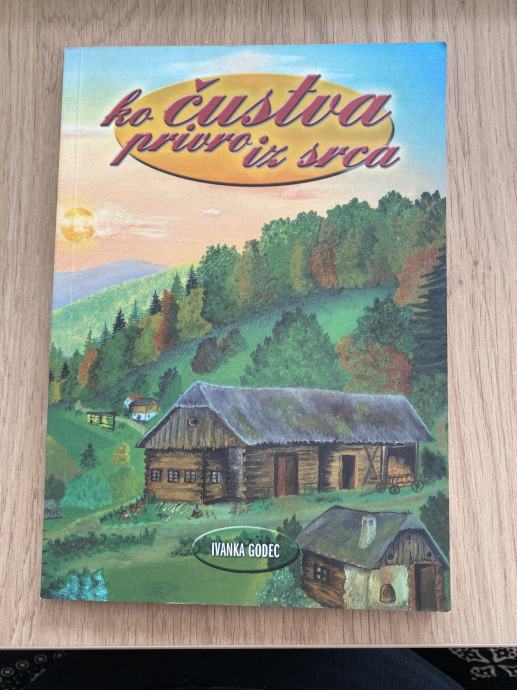 ko čustva
privro iz srca
IVANKA GODEC